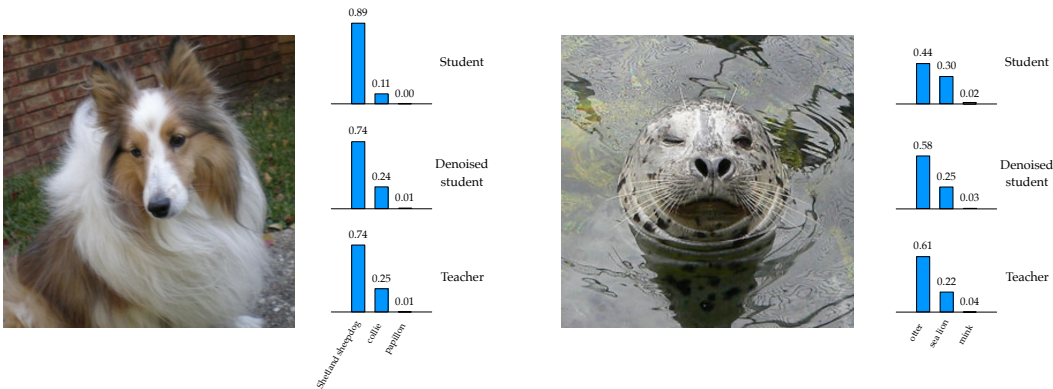 0.89
0.11
0.00
Student
0.74
0.24
0.01
Denoised
student
0.74
0.25
0.01
Teacher
Shetland sheepdog
collie
papillon
0.44
0.30
0.02
Student
0.58
0.25
0.03
Denoised
student
0.61
0.22
0.04
Teacher
otter
sea lion
mink